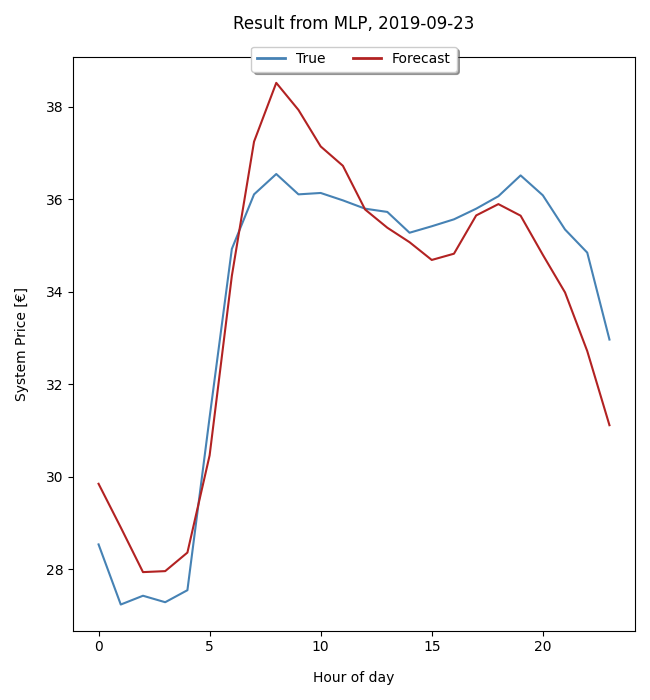 Result from MLP, 2019-09-23
True Forecast
38
36
34
32
30
28
System Price [€]
0 5 10 15 20
Hour of day